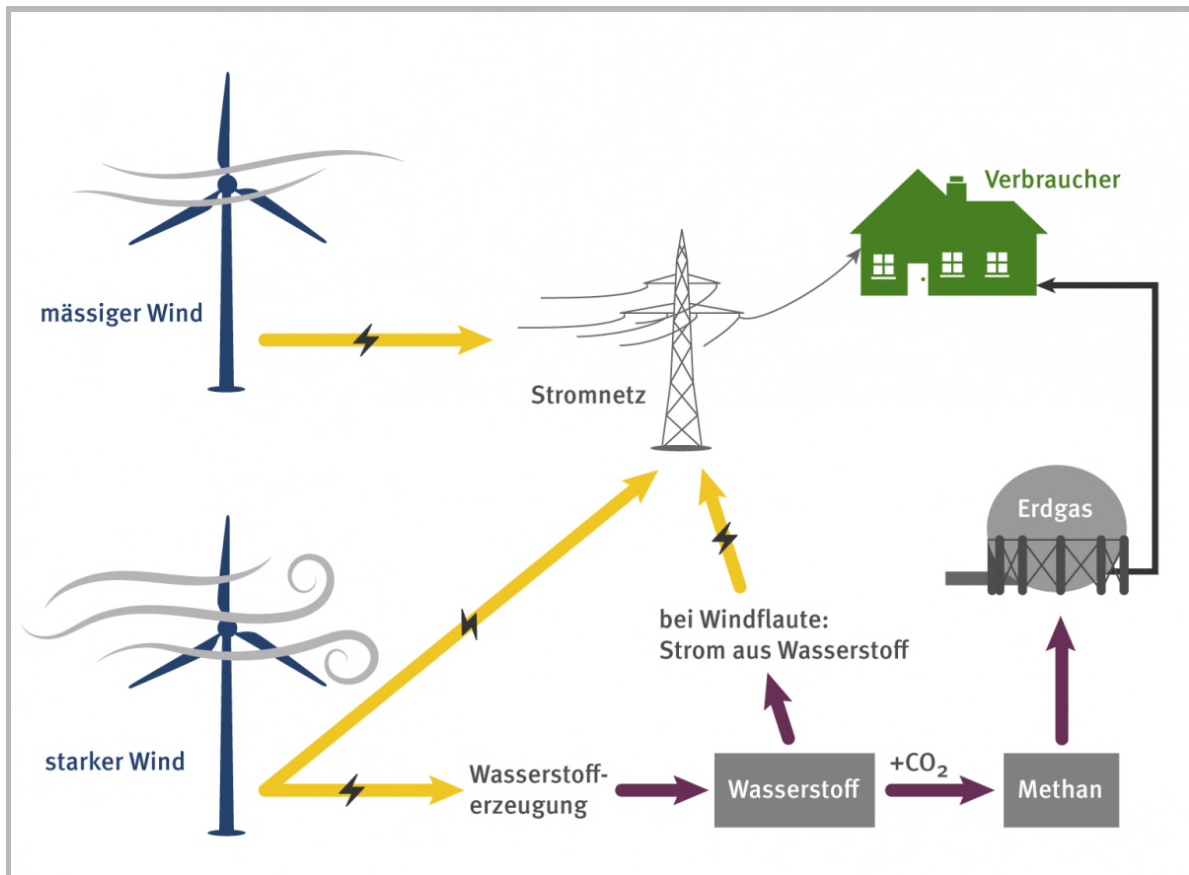 Verbraucher
mässiger Wind
Stromnetz
Erdgas
bei Windflaute:
Strom aus Wasserstoff
starker Wind
Wasserstoff-
erzeugung
Wasserstoff
+CO₂
Methan